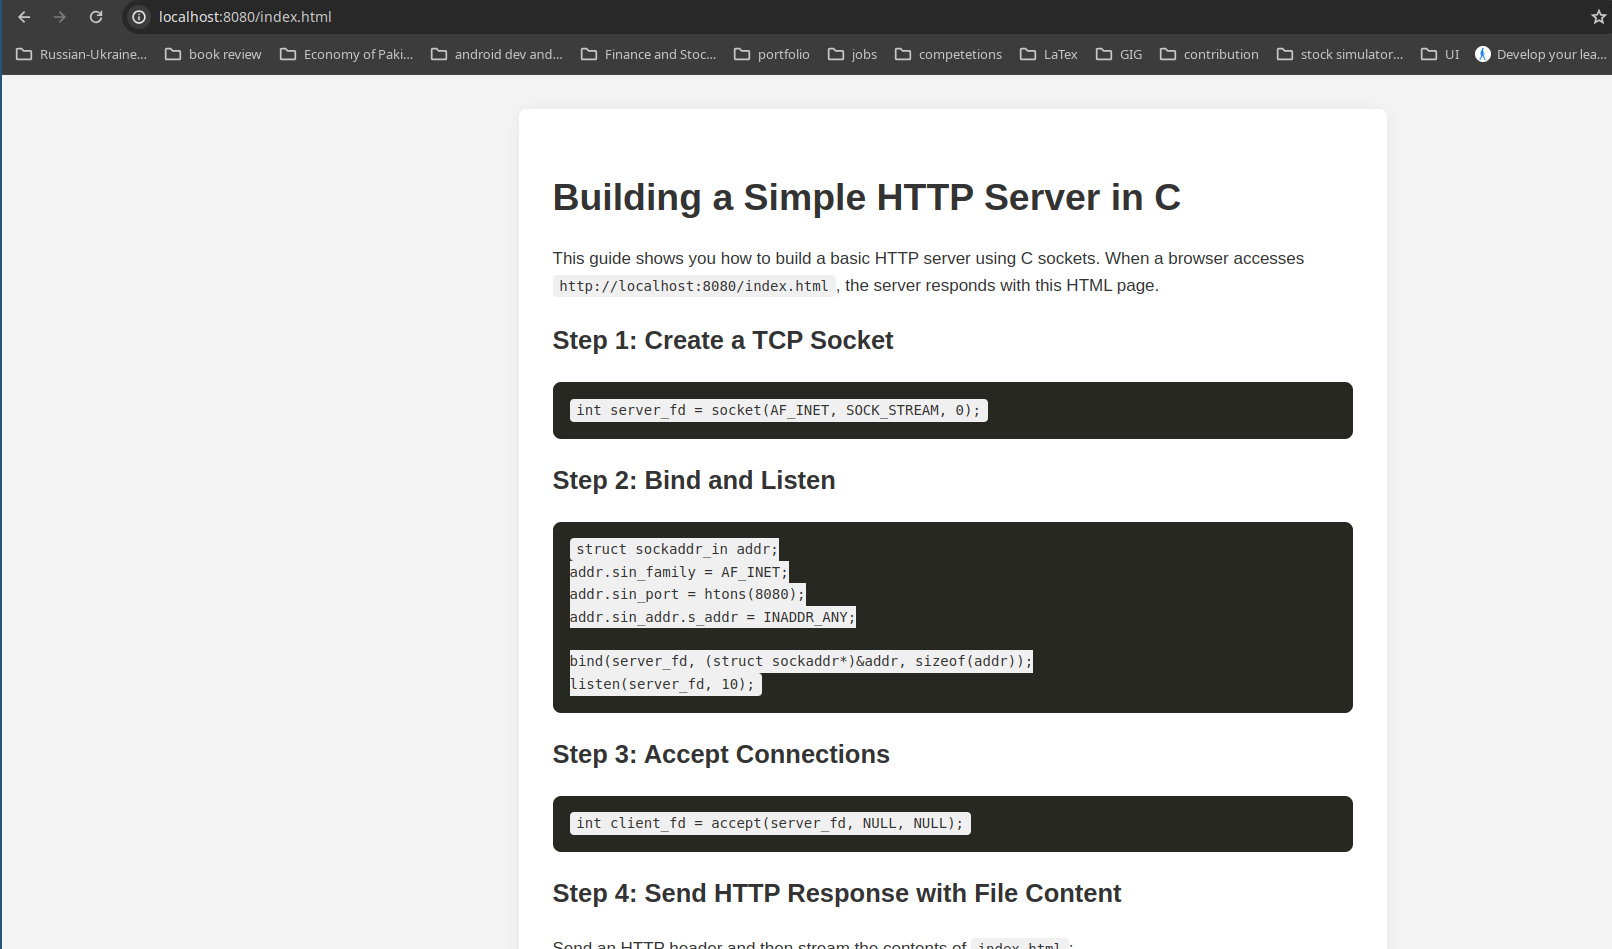 localhost:8080/index.html
Russian-Ukraine... book review Economy of Paki... android dev and... Finance and Stoc... portfolio jobs competetions LaTex GIG contribution stock simulator... UI Develop your lea...
Building a Simple HTTP Server in C
This guide shows you how to build a basic HTTP server using C sockets. When a browser accesses
http://localhost:8080/index.html, the server responds with this HTML page.
Step 1: Create a TCP Socket
int server_fd = socket(AF_INET, SOCK_STREAM, 0);
Step 2: Bind and Listen
struct sockaddr_in addr;
addr.sin_family = AF_INET;
addr.sin_port = htons(8080);
addr.sin_addr.s_addr = INADDR_ANY;
bind(server_fd, (struct sockaddr*)&addr, sizeof(addr));
listen(server_fd, 10);
Step 3: Accept Connections
int client_fd = accept(server_fd, NULL, NULL);
Step 4: Send HTTP Response with File Content
Send an HTTP header and then stream the contents of index.html: